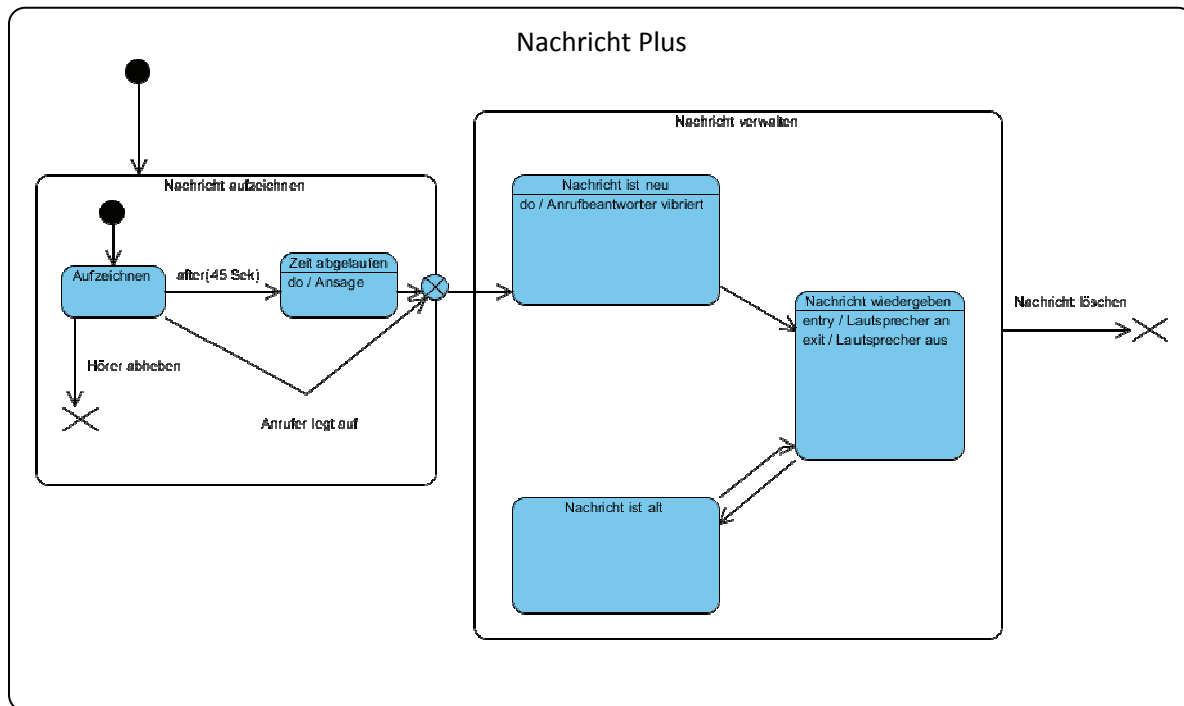 Nachricht Plus
Nachricht verwalten
Nachricht aufzeichnen
Nachricht ist neu
do / Anrufbeantworter vibriert
Aufzeichnen
after(45 Sek)
Zeit abgelaufen
do / Ansage
Nachricht wiedergeben
entry / Lautsprecher an
exit / Lautsprecher aus
Nachricht löschen
Hörer abheben
Anrufer legt auf
Nachricht ist alt